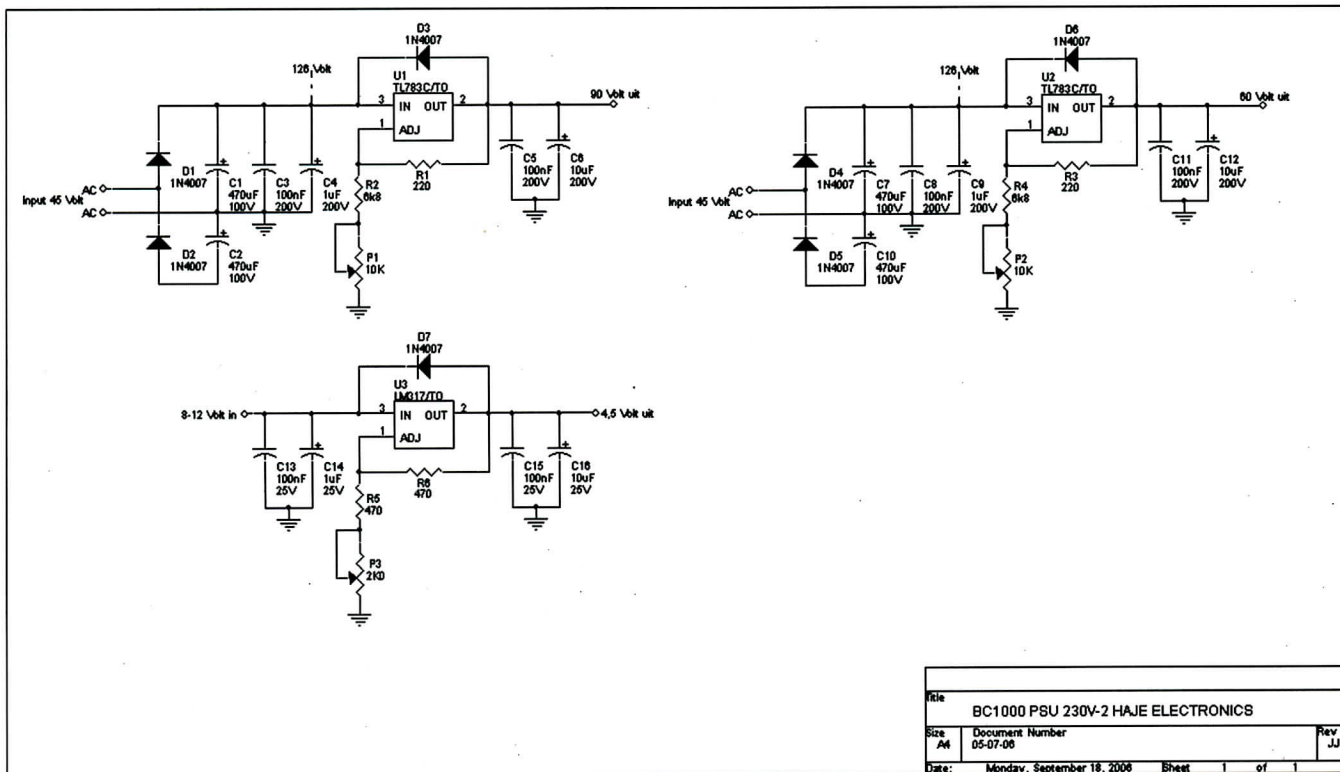 D3
1N4007
126 Volt
U1
TL783C/TO
3 IN OUT 2
1 ADJ
90 Volt uit
D1
1N4007
C1
470uF
100V
C3
100nF
200V
C4
1uF
200V
R2
6k8
R1
220
C5
100nF
200V
C6
10uF
200V
AC
Input 45 Volt
AC
D2
1N4007
C2
470uF
100V
P1
10K
D6
1N4007
126 Volt
U2
TL783C/TO
3 IN OUT 2
1 ADJ
60 Volt uit
D4
1N4007
C7
470uF
100V
C8
100nF
200V
C9
1uF
200V
R4
6k8
R3
220
C11
100nF
200V
C12
10uF
200V
AC
Input 45 Volt
AC
D5
1N4007
C10
470uF
100V
P2
10K
D7
1N4007
U3
LM317/TO
8-12 Volt in
3 IN OUT 2
1 ADJ
4,5 Volt uit
C13
100nF
25V
C14
1uF
25V
R5
470
R6
470
C15
100nF
25V
C16
10uF
25V
P3
2K0
Title
BC1000 PSU 230V-2 HAJE ELECTRONICS
Size
A4
Document Number
05-07-06
Rev
JJ
Date: Monday, September 18, 2006 Sheet 1 of 1